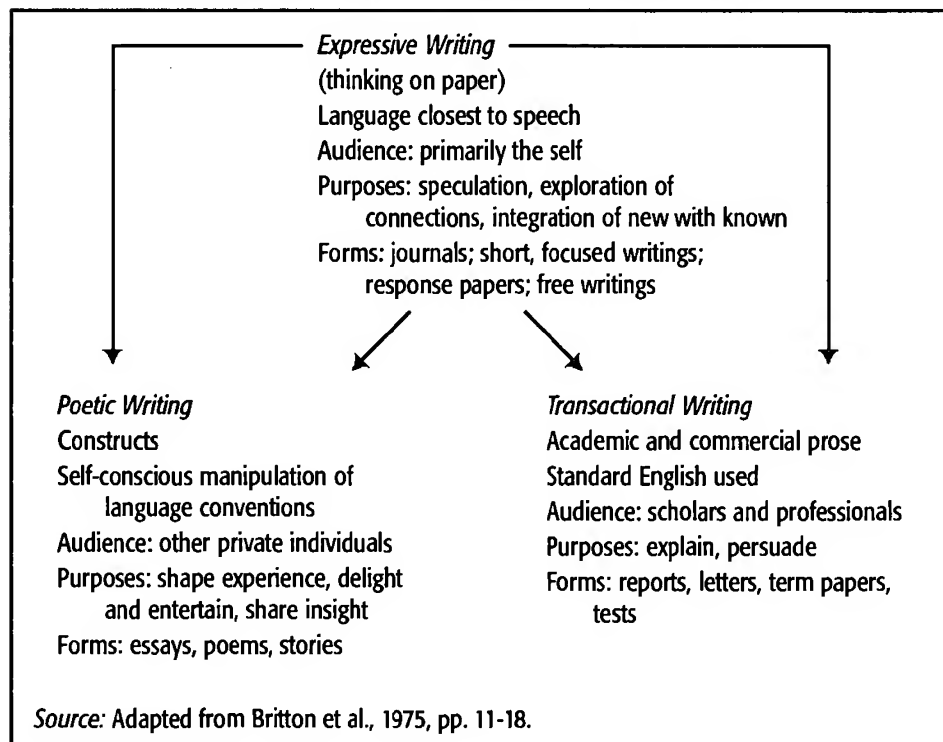 Expressive Writing
(thinking on paper)
Language closest to speech
Audience: primarily the self
Purposes: speculation, exploration of
connections, integration of new with known
Forms: journals; short, focused writings;
response papers; free writings
Poetic Writing
Constructs
Self-conscious manipulation of
language conventions
Audience: other private individuals
Purposes: shape experience, delight
and entertain, share insight
Forms: essays, poems, stories
Transactional Writing
Academic and commercial prose
Standard English used
Audience: scholars and professionals
Purposes: explain, persuade
Forms: reports, letters, term papers,
tests
Source: Adapted from Britton et al., 1975, pp. 11-18.